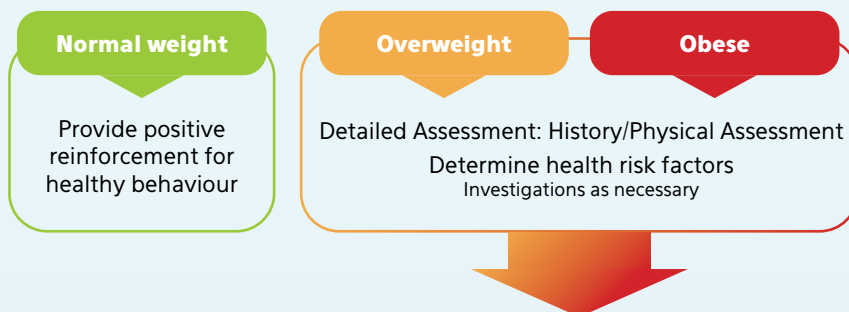 Normal weight
Provide positive
reinforcement for
healthy behaviour
Overweight
Obese
Detailed Assessment: History/Physical Assessment
Determine health risk factors
Investigations as necessary